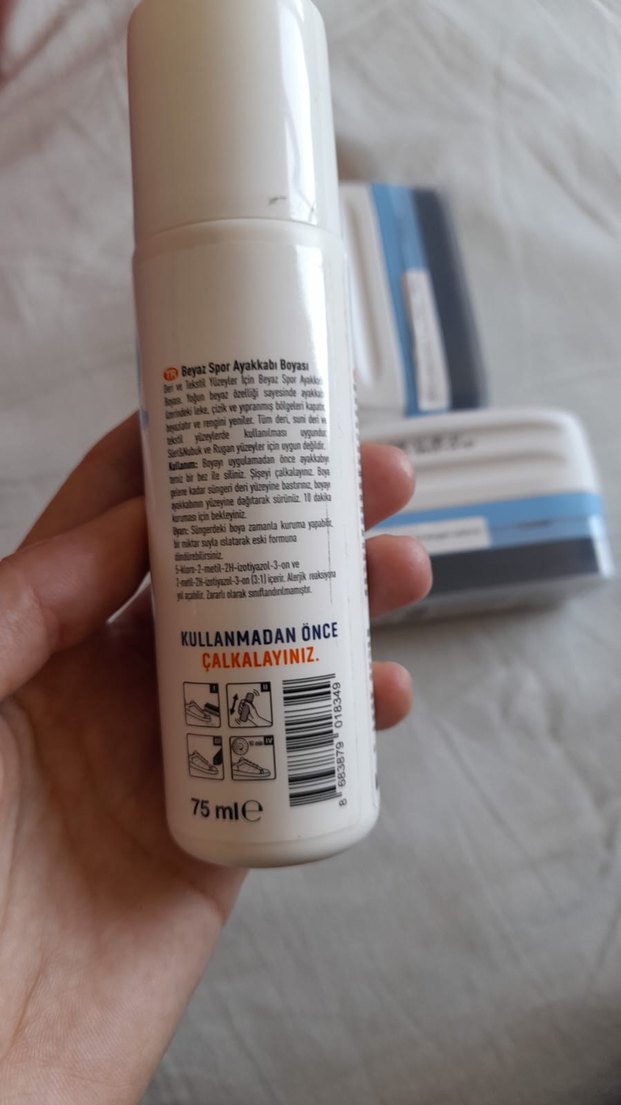 TR Beyaz Spor Ayakkabı Boyası
Deri ve Tekstil Yüzeyler İçin Beyaz Spor Ayakkabı
Boyası. Yoğun beyaz özelliği sayesinde ayakkabı
üzerindeki leke, çizik ve yıpranmış bölgeleri kapatır,
beyazlatır ve rengini yeniler. Tüm deri, suni deri ve
tekstil yüzeylerde kullanılması uygundur.
Süet&Nubuk ve Rugan yüzeyler için uygun değildir.
Kullanım: Boyayı uygulamadan önce ayakkabıyı
temiz bir bez ile siliniz. Şişeyi çalkalayınız. Boya
gelene kadar süngeri deri yüzeyine bastırınız, boyayı
ayakkabının yüzeyine dağıtarak sürünüz. 10 dakika
kuruması için bekleyiniz.
Uyarı: Süngerdeki boya zamanla kuruma yapabilir,
bir miktar suyla ıslatarak eski formuna
döndürebilirsiniz.
5-kloro-2-metil-2H-izotiyazol-3-on ve
2-metil-2H-izotiyazol-3-on (3:1) içerir. Alerjik reaksiyona
yol açabilir. Zararlı olarak sınıflandırılmamıştır.
KULLANMADAN ÖNCE
ÇALKALAYINIZ.
I
II
III
10 min IV
8 683879 018349
75 ml e